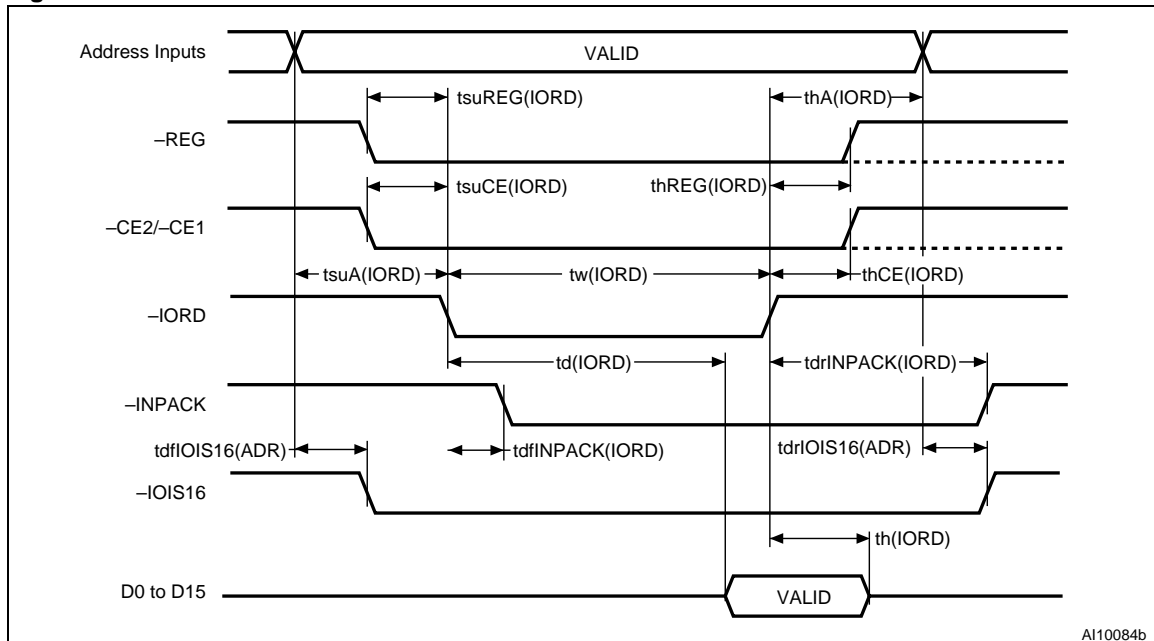 Address Inputs
VALID
tsuREG(IORD)
thA(IORD)
–REG
tsuCE(IORD)
thREG(IORD)
–CE2/–CE1
tsuA(IORD)
tw(IORD)
thCE(IORD)
–IORD
td(IORD)
tdrINPACK(IORD)
–INPACK
tdfIOIS16(ADR)
tdfINPACK(IORD)
tdrIOIS16(ADR)
–IOIS16
th(IORD)
D0 to D15
VALID
AI10084b